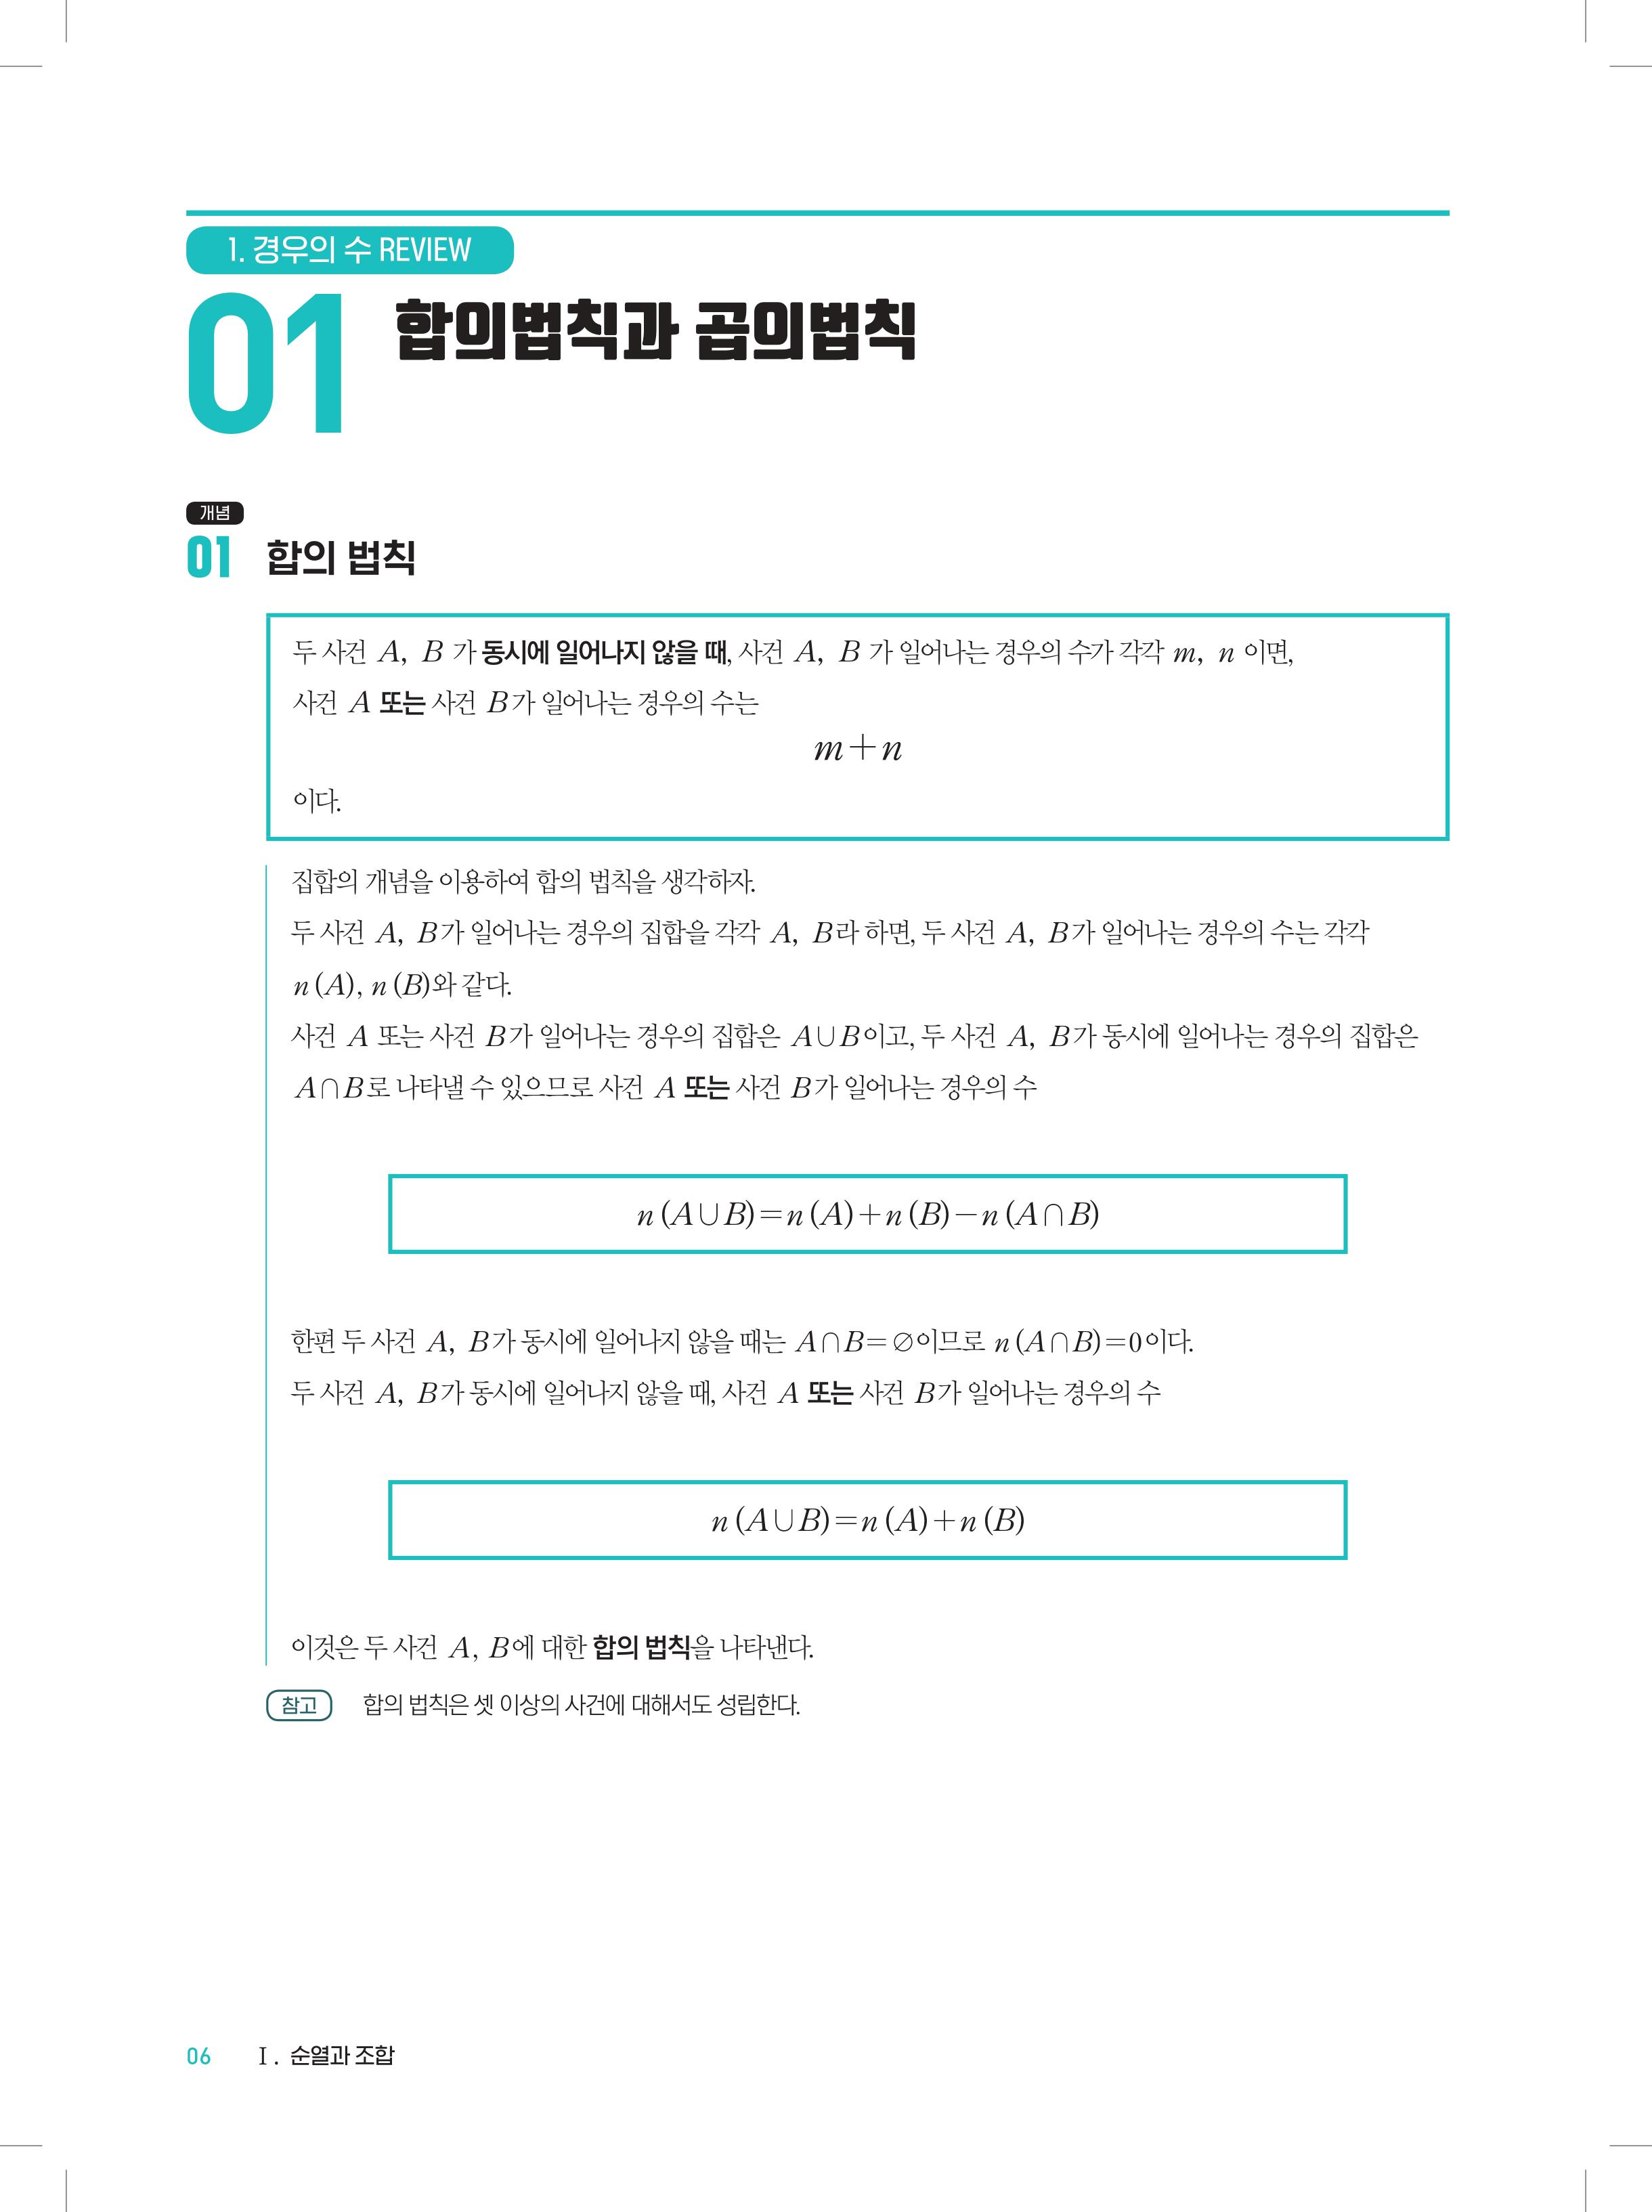 1. 경우의 수 REVIEW
01 합의법칙과 곱의법칙
개념
01 합의 법칙
두 사건 A, B 가 동시에 일어나지 않을 때, 사건 A, B 가 일어나는 경우의 수가 각각 m, n 이면,
사건 A 또는 사건 B가 일어나는 경우의 수는
m+n
이다.
집합의 개념을 이용하여 합의 법칙을 생각하자.
두 사건 A, B가 일어나는 경우의 집합을 각각 A, B라 하면, 두 사건 A, B가 일어나는 경우의 수는 각각
n(A), n(B)와 같다.
사건 A 또는 사건 B가 일어나는 경우의 집합은 A∪B이고, 두 사건 A, B가 동시에 일어나는 경우의 집합은
A∩B로 나타낼 수 있으므로 사건 A 또는 사건 B가 일어나는 경우의 수
n(A∪B)=n(A)+n(B)-n(A∩B)
한편 두 사건 A, B가 동시에 일어나지 않을 때는 A∩B=∅이므로 n(A∩B)=0이다.
두 사건 A, B가 동시에 일어나지 않을 때, 사건 A 또는 사건 B가 일어나는 경우의 수
n(A∪B)=n(A)+n(B)
이것은 두 사건 A, B에 대한 합의 법칙을 나타낸다.
참고 합의 법칙은 셋 이상의 사건에 대해서도 성립한다.
06 Ⅰ. 순열과 조합